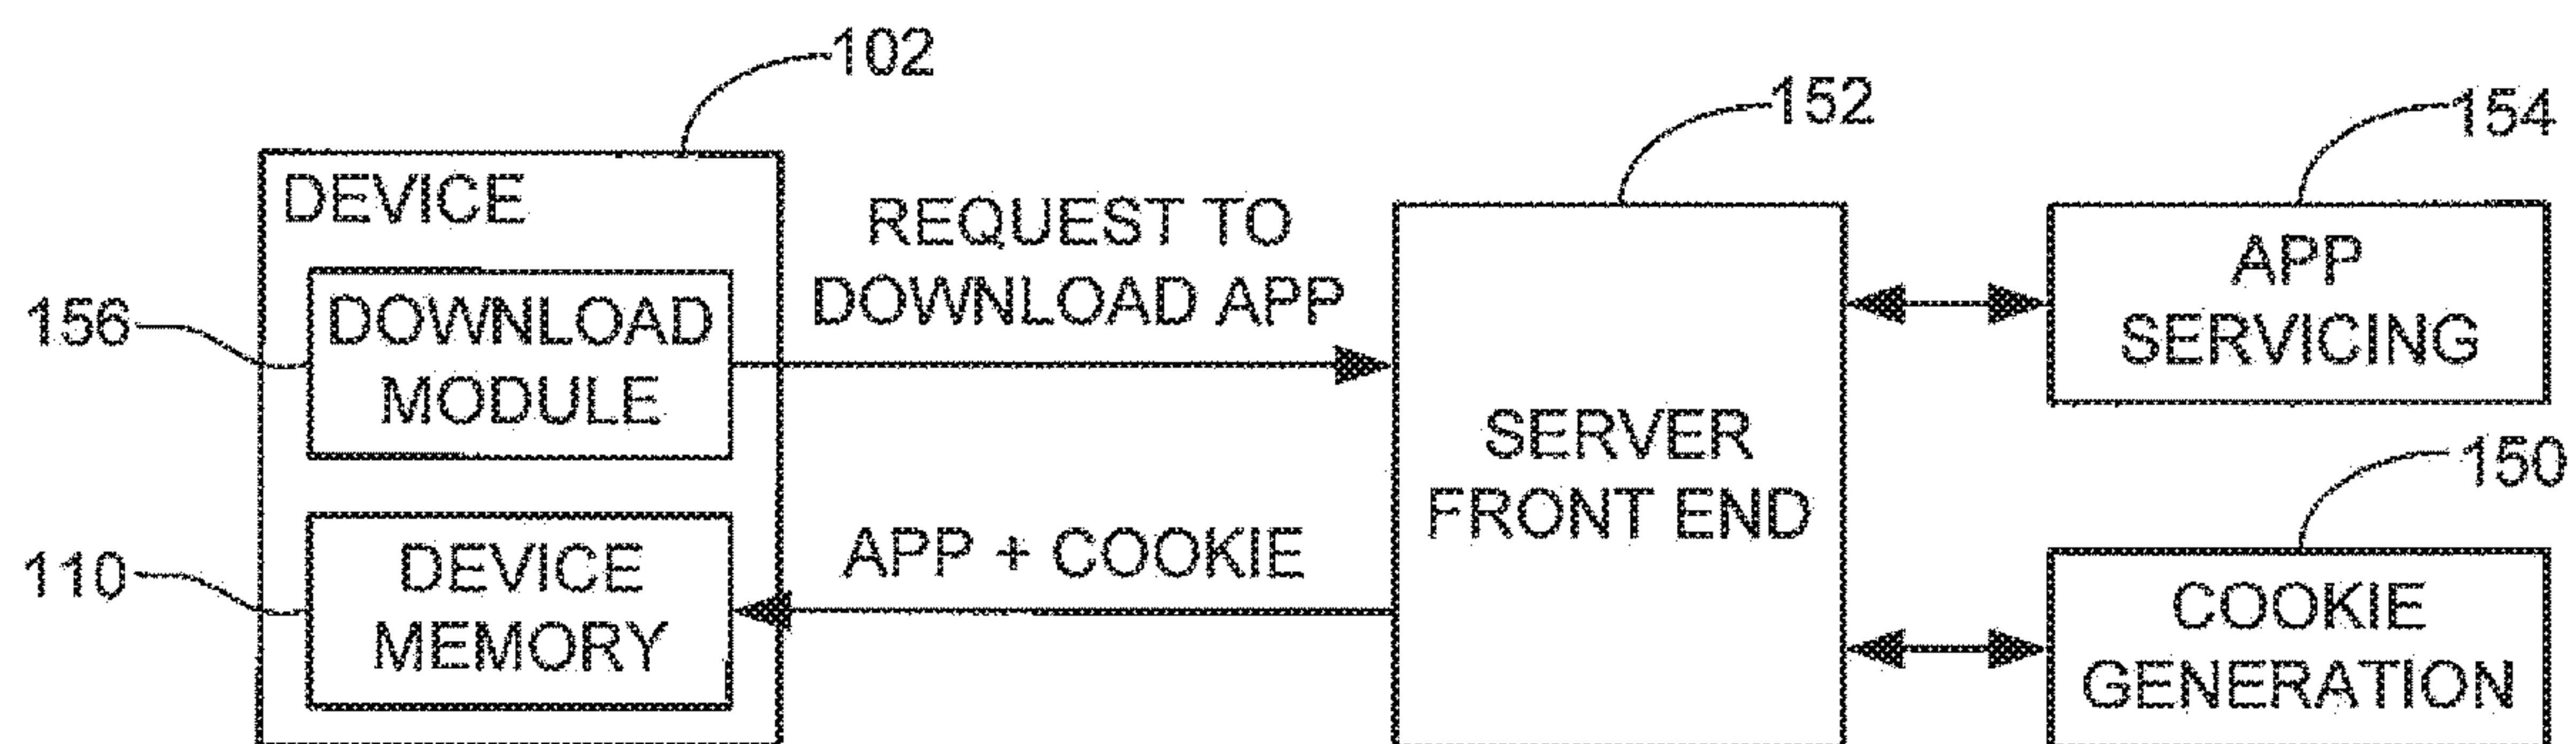 102
152
154
DEVICE
REQUEST TO
DOWNLOAD APP
156
DOWNLOAD
MODULE
APP
SERVICING
SERVER
FRONT END
150
110
DEVICE
MEMORY
APP + COOKIE
COOKIE
GENERATION